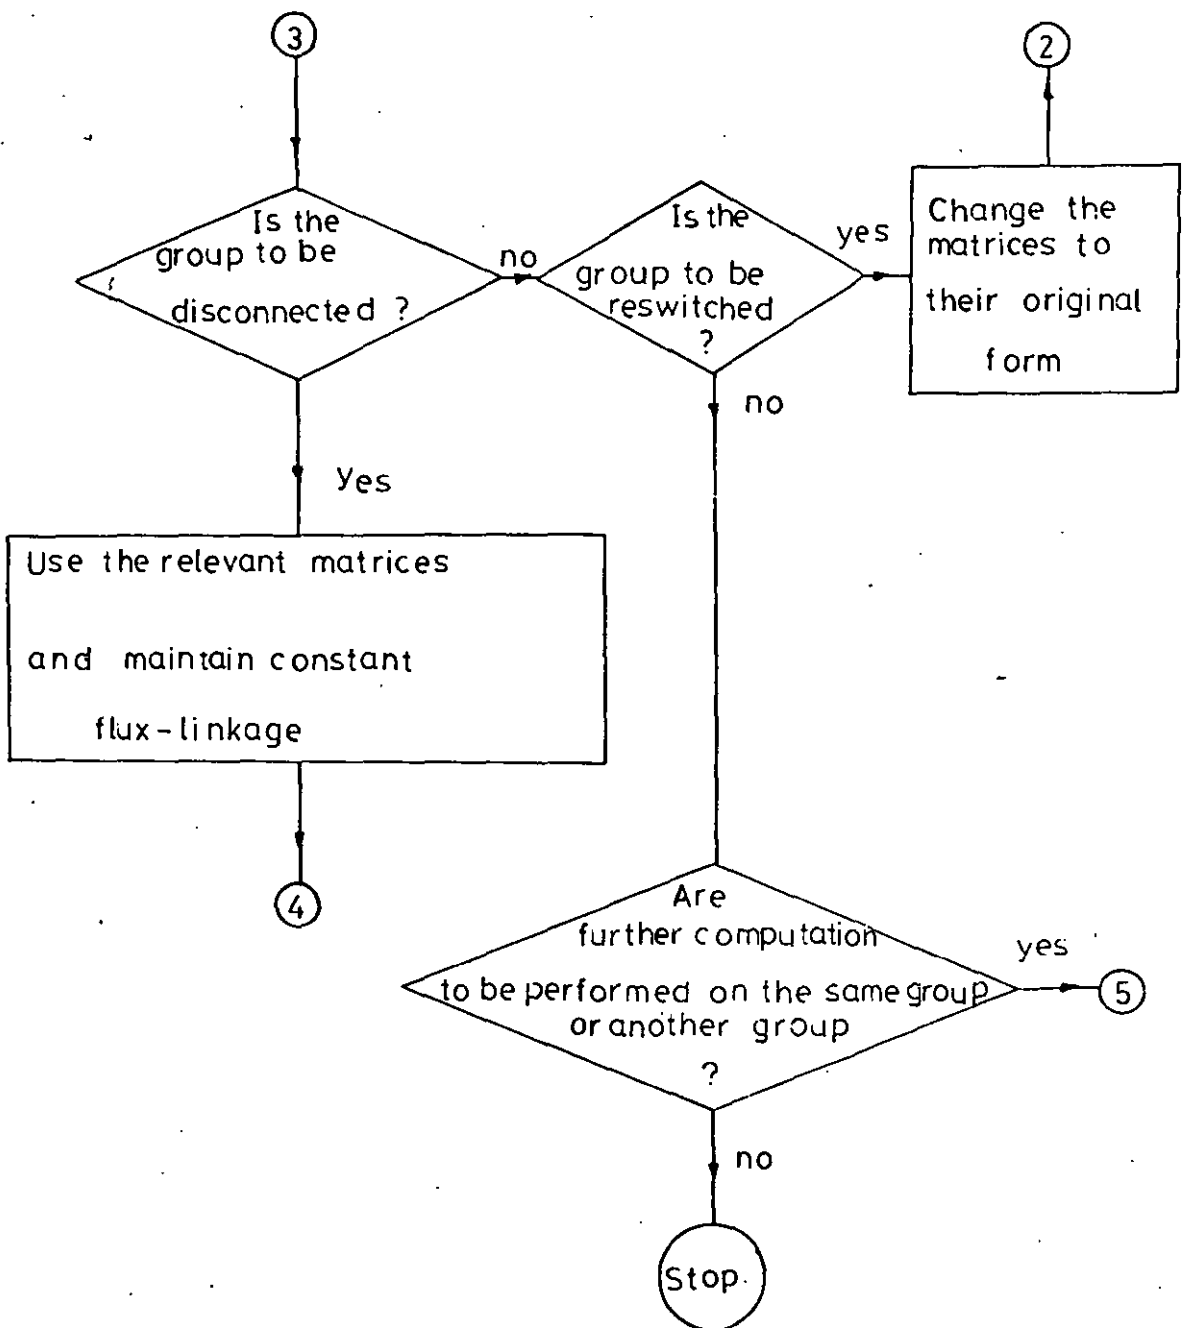 3
2
Is the
group to be
disconnected ?
no
Is the
group to be
reswitched
?
yes
Change the
matrices to
their original
form
no
yes
Use the relevant matrices
and maintain constant
flux-linkage
4
Are
further computation
to be performed on the same group
or another group
?
yes
5
no
Stop.